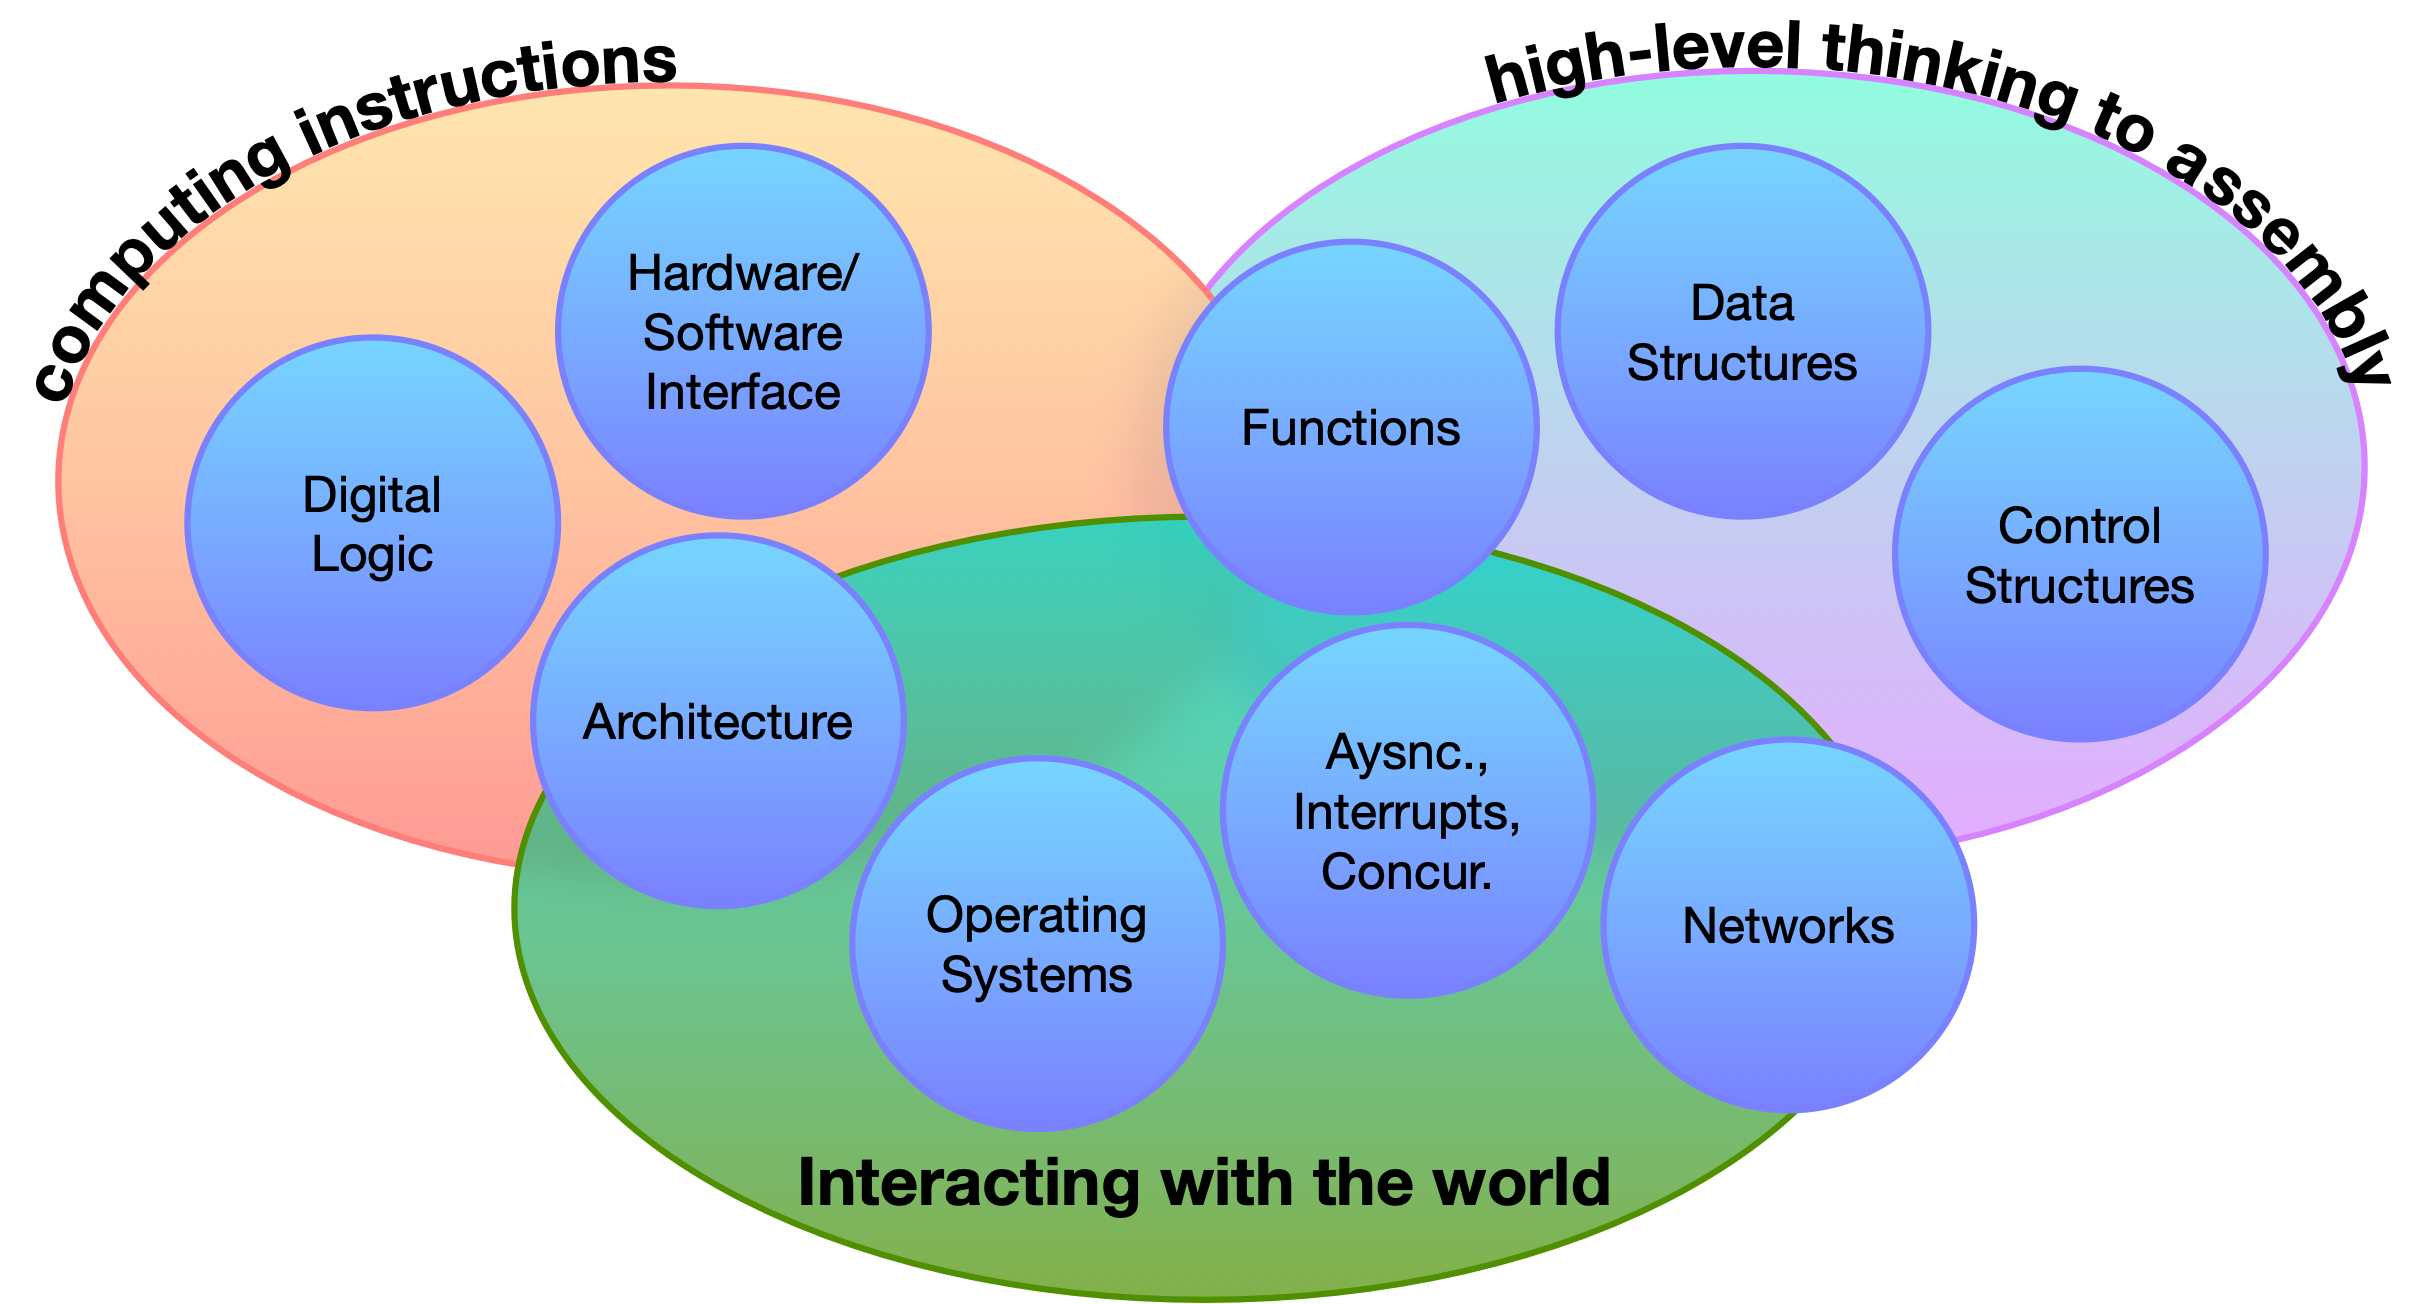 computing instructions
high-level thinking to assembly
Hardware/
Software
Interface
Data
Structures
Functions
Digital
Logic
Control
Structures
Architecture
Aysnc.,
Interrupts,
Concur.
Operating
Systems
Networks
Interacting with the world